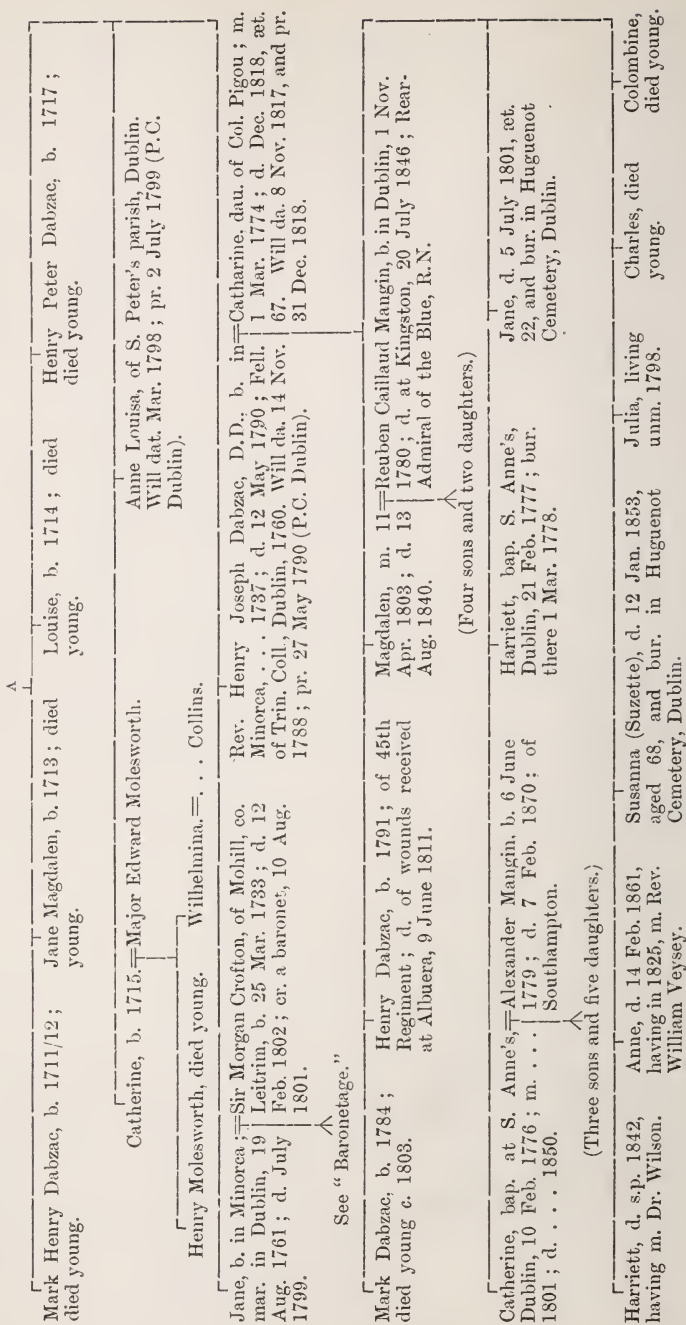 A
Mark Henry Dabzac, b. 1711/12 ;
died young.
Jane Magdalen, b. 1713 ; died
young.
Louise, b. 1714 ; died
young.
Henry Peter Dabzac, b. 1717 ;
died young.
Catherine, b. 1715.=Major Edward Molesworth.
Anne Louisa, of S. Peter's parish, Dublin.
Will dat. Mar. 1798 ; pr. 2 July 1799 (P.C.
Dublin).
Henry Molesworth, died young.
Wilhelmina.=. . . Collins.
Jane, b. in Minorca ;=Sir Morgan Crofton, of Mohill, co.
mar. in Dublin, 19 Leitrim, b. 25 Mar. 1733 ; d. 12
Aug. 1761 ; d. July Feb. 1802 ; cr. a baronet, 10 Aug.
1799. 1801.
See “ Baronetage.”
Rev. Henry Joseph Dabzac, D.D., b. in=Catharine, dau. of Col. Pigou ; m.
Minorca, . . . 1737 ; d. 12 May 1790 ; Fell. 1 Mar. 1774 ; d. Dec. 1818, æt.
of Trin. Coll., Dublin, 1760. Will da. 14 Nov. 67. Will da. 8 Nov. 1817, and pr.
1788 ; pr. 27 May 1790 (P.C. Dublin). 31 Dec. 1818.
Mark Dabzac, b. 1784 ;
died young c. 1803.
Henry Dabzac, b. 1791 ; of 45th
Regiment ; d. of wounds received
at Albuera, 9 June 1811.
Magdalen, m. 11=Reuben Caillaud Mangin, b. in Dublin, 1 Nov.
Apr. 1803 ; d. 13 1780 ; d. at Kingston, 20 July 1846 ; Rear-
Aug. 1840. Admiral of the Blue, R.N.
(Four sons and two daughters.)
Catherine, bap. at S. Anne's,=Alexander Mangin, b. 6 June
Dublin, 10 Feb. 1776 ; m. . . . 1779 ; d. 7 Feb. 1870 ; of
1801 ; d. . . . 1850. Southampton.
(Three sons and five daughters.)
Harriett, bap. S. Anne's,
Dublin, 21 Feb. 1777 ; bur.
there 1 Mar. 1778.
Jane, d. 5 July 1801, æt.
22, and bur. in Huguenot
Cemetery, Dublin.
Harriett, d. s.p. 1842,
having m. Dr. Wilson.
Anne, d. 14 Feb. 1861,
having in 1825, m. Rev.
William Veysey.
Susanna (Suzette), d. 12 Jan. 1853,
aged 68, and bur. in Huguenot
Cemetery, Dublin.
Julia, living
unm. 1798.
Charles, died
young.
Colombine,
died young.